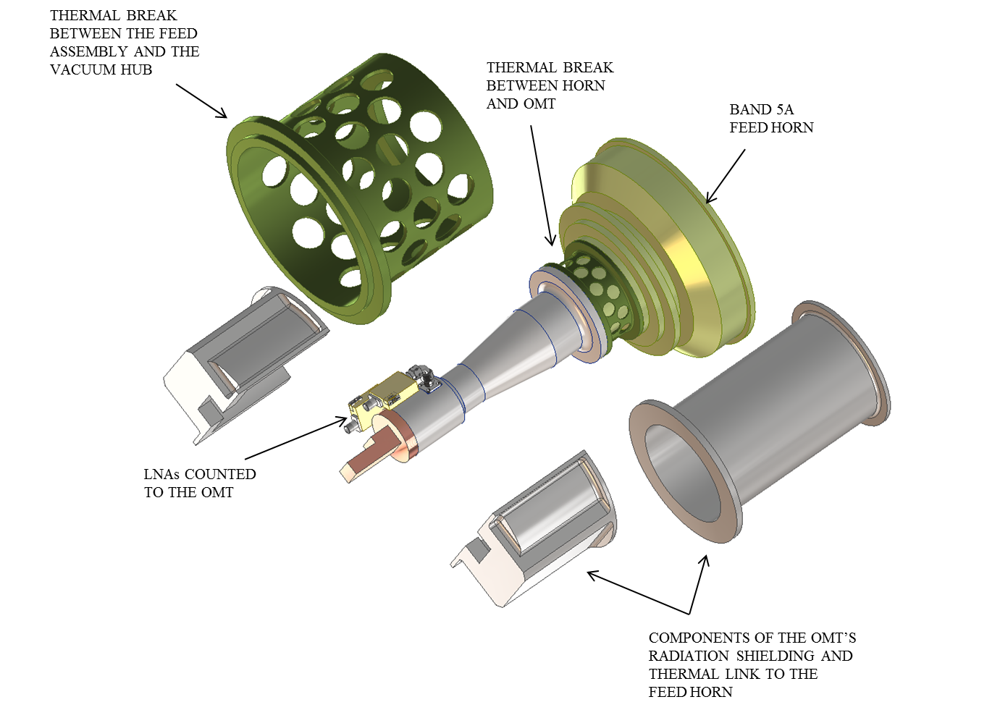 THERMAL BREAK
BETWEEN THE FEED
ASSEMBLY AND THE
VACUUM HUB
THERMAL BREAK
BETWEEN HORN
AND OMT
BAND 5A
FEED HORN
LNAs COUNTED
TO THE OMT
COMPONENTS OF THE OMT’S
RADIATION SHIELDING AND
THERMAL LINK TO THE
FEED HORN